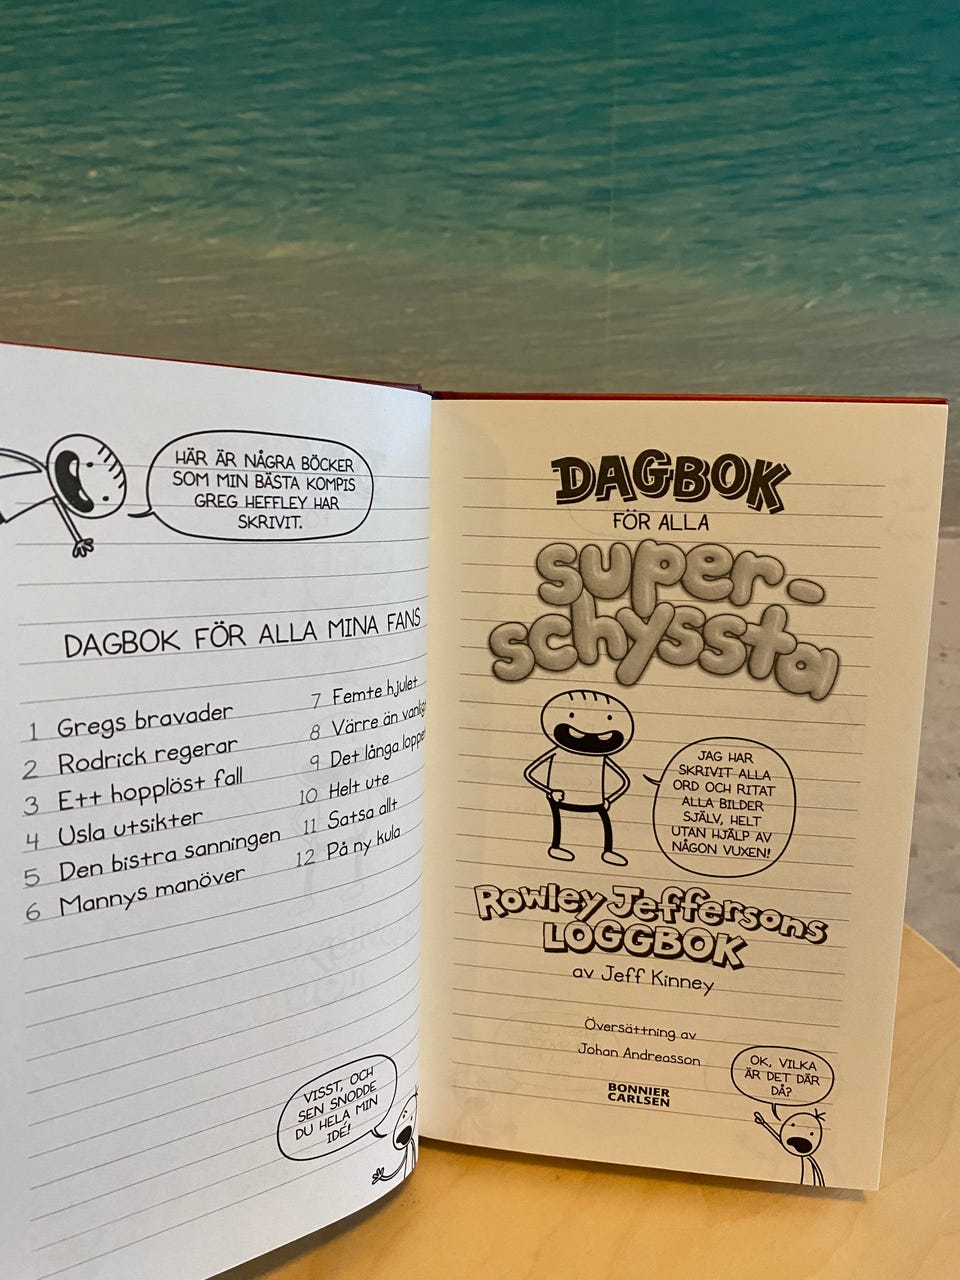 HÄR ÄR NÅGRA BÖCKER
SOM MIN BÄSTA KOMPIS
GREG HEFFLEY HAR
SKRIVIT.
DAGBOK FÖR ALLA MINA FANS
1 Gregs bravader
2 Rodrick regerar
3 Ett hopplöst fall
4 Usla utsikter
5 Den bistra sanningen
6 Mannys manöver
7 Femte hjulet
8 Värre än
9 Det långa
10 Helt ute
11 Satsa allt
12 På ny kula
VISST, OCH
SEN SNODDE
DU HELA MIN
IDÉ!
DAGBOK
FÖR ALLA
super-
schyssta
JAG HAR
SKRIVIT ALLA
ORD OCH RITAT
ALLA BILDER
SJÄLV, HELT
UTAN HJÄLP AV
NÅGON VUXEN!
Rowley Jeffersons
LOGGBOK
av Jeff Kinney
Översättning av
Johan Andreasson
BONNIER
CARLSEN
OK, VILKA
ÄR DET DÄR
DÅ?